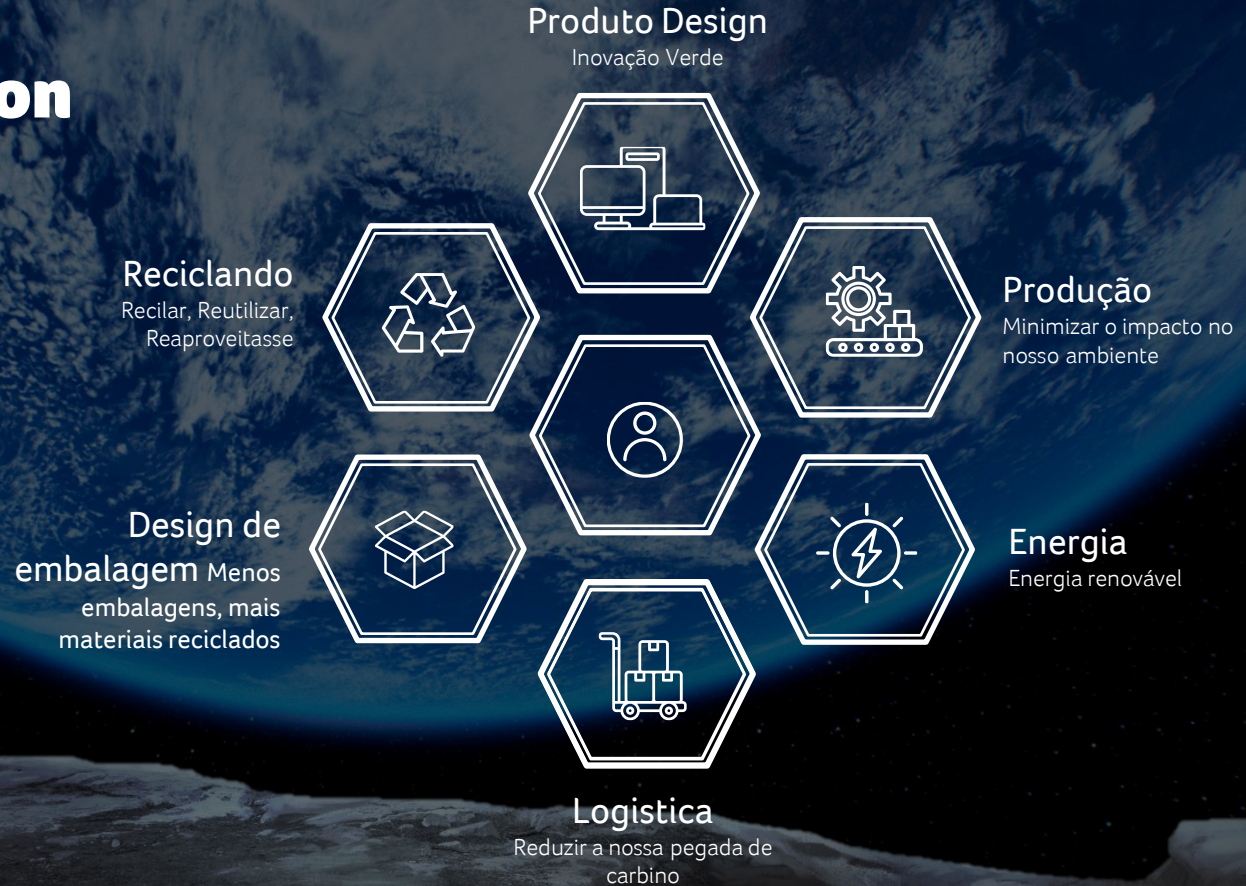 on
Produto Design
Inovação Verde
Reciclando
Recilar, Reutilizar,
Reaproveitasse
Produção
Minimizar o impacto no
nosso ambiente
Design de
embalagem Menos
embalagens, mais
materiais reciclados
Energia
Energia renovável
Logistica
Reduzir a nossa pegada de
carbino